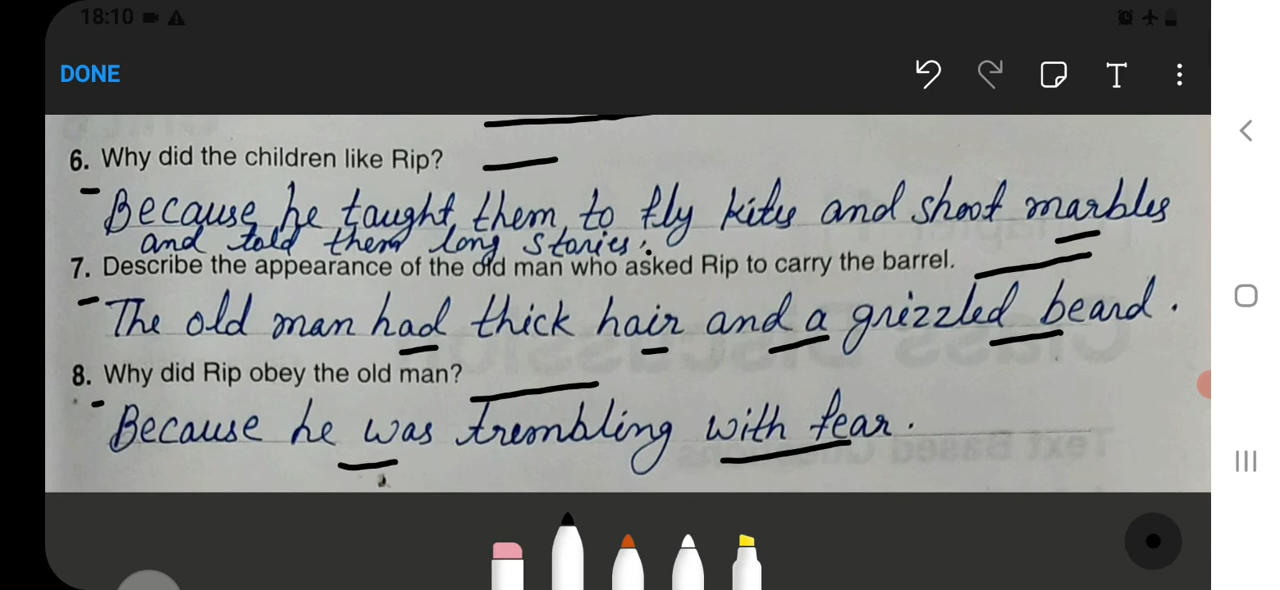 18:10
DONE
T
6. Why did the children like Rip?
Because he taught them to fly kites and shoot marbles
and told them long stories.
7. Describe the appearance of the old man who asked Rip to carry the barrel.
The old man had thick hair and a grizzled beard.
8. Why did Rip obey the old man?
Because he was trembling with fear.